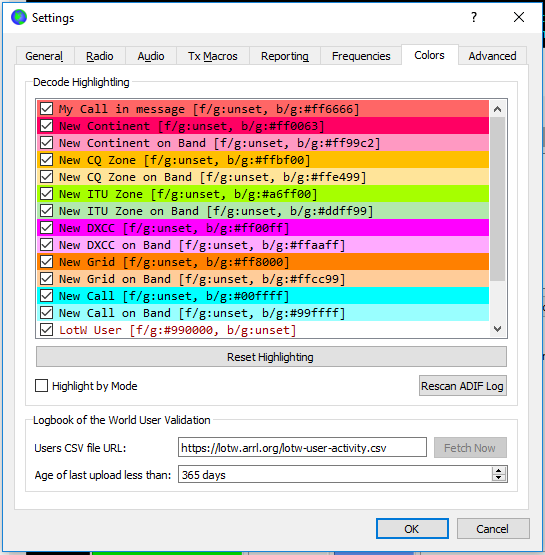 Settings
General Radio Audio Tx Macros Reporting Frequencies Colors Advanced
Decode Highlightling
My Call in message [f/g:unset, b/g:#ff6666]
New Continent [f/g:unset, b/g:#ff0063]
New Continent on Band [f/g:unset, b/g:#ff99c2]
New CQ Zone [f/g:unset, b/g:#ffbf00]
New CQ Zone on Band [f/g:unset, b/g:#ffe499]
New ITU Zone [f/g:unset, b/g:#a6ff00]
New ITU Zone on Band [f/g:unset, b/g:#ddff99]
New DXCC [f/g:unset, b/g:#ff00ff]
New DXCC on Band [f/g:unset, b/g:#ffaaff]
New Grid [f/g:unset, b/g:#ff8000]
New Grid on Band [f/g:unset, b/g:#ffcc99]
New Call [f/g:unset, b/g:#00ffff]
New Call on Band [f/g:unset, b/g:#99ffff]
LotW User [f/g:#990000, b/g:unset]
Reset Highlighting
Highlight by Mode Rescan ADIF Log
Logbook of the World User Validation
Users CSV file URL: https://lotw.arrl.org/lotw-user-activity.csv Fetch Now
Age of last upload less than: 365 days
OK Cancel